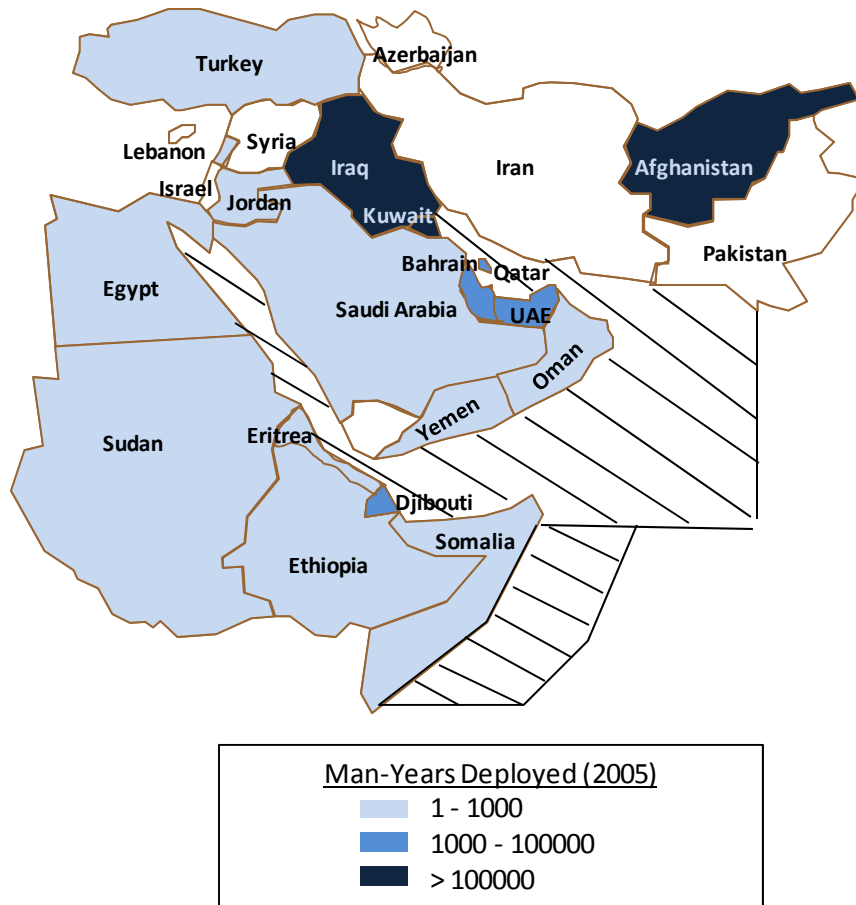 Azerbaijan
Turkey
Lebanon
Syria
Iraq
Iran
Afghanistan
Israel
Jordan
Kuwait
Pakistan
Bahrain
Qatar
Egypt
Saudi Arabia
UAE
Oman
Yemen
Sudan
Eritrea
Djibouti
Somalia
Ethiopia
Man-Years Deployed (2005)
1 - 1000
1000 - 100000
> 100000